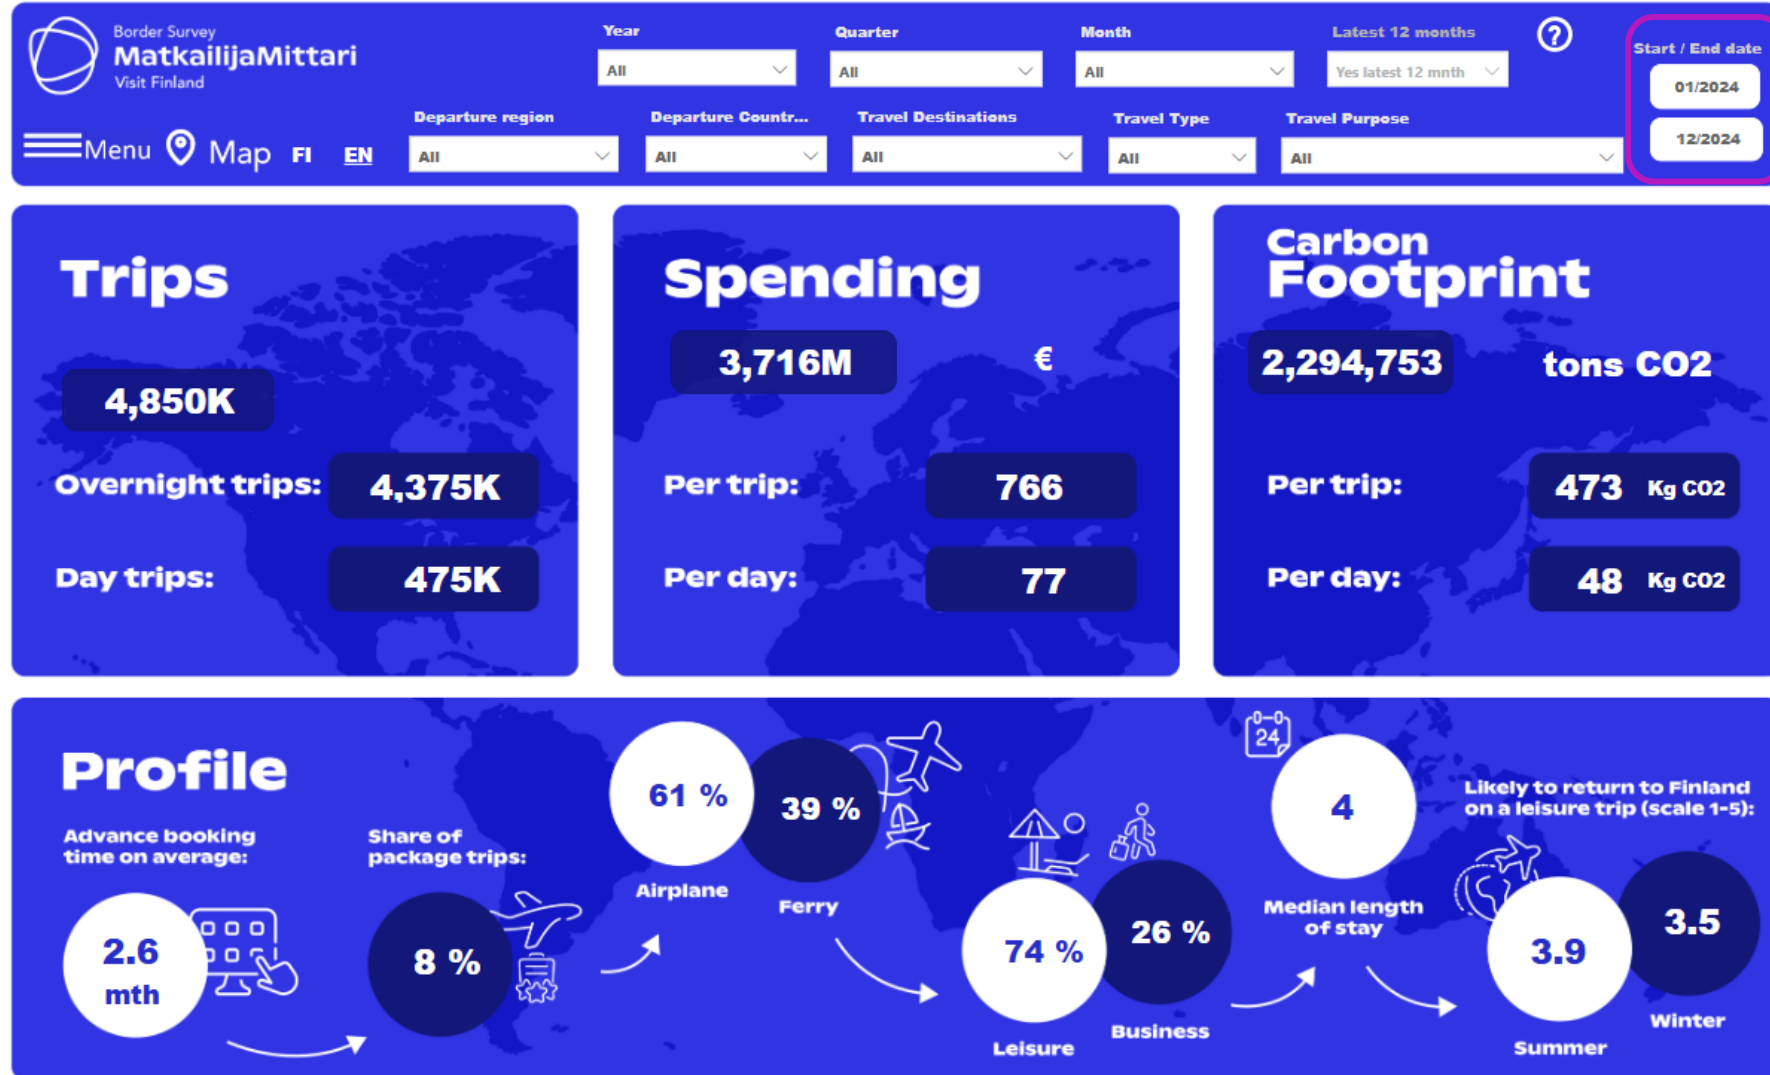 Border Survey
MatkailijaMittari
Visit Finland
Menu
Map
FI
EN
Year
All
Quarter
All
Month
All
Latest 12 months
Yes latest 12 mnth
?
Start / End date
01/2024
12/2024
Departure region
All
Departure Countr...
All
Travel Destinations
All
Travel Type
All
Travel Purpose
All
Trips
4,850K
Overnight trips: 4,375K
Day trips: 475K
Spending
3,716M €
Per trip: 766
Per day: 77
Carbon
Footprint
2,294,753 tons CO2
Per trip: 473 Kg CO2
Per day: 48 Kg CO2
Profile
Advance booking
time on average:
2.6
mth
Share of
package trips:
8 %
61 %
Airplane
39 %
Ferry
74 %
Leisure
26 %
Business
24
4
Median length
of stay
Likely to return to Finland
on a leisure trip (scale 1-5):
3.9
Summer
3.5
Winter